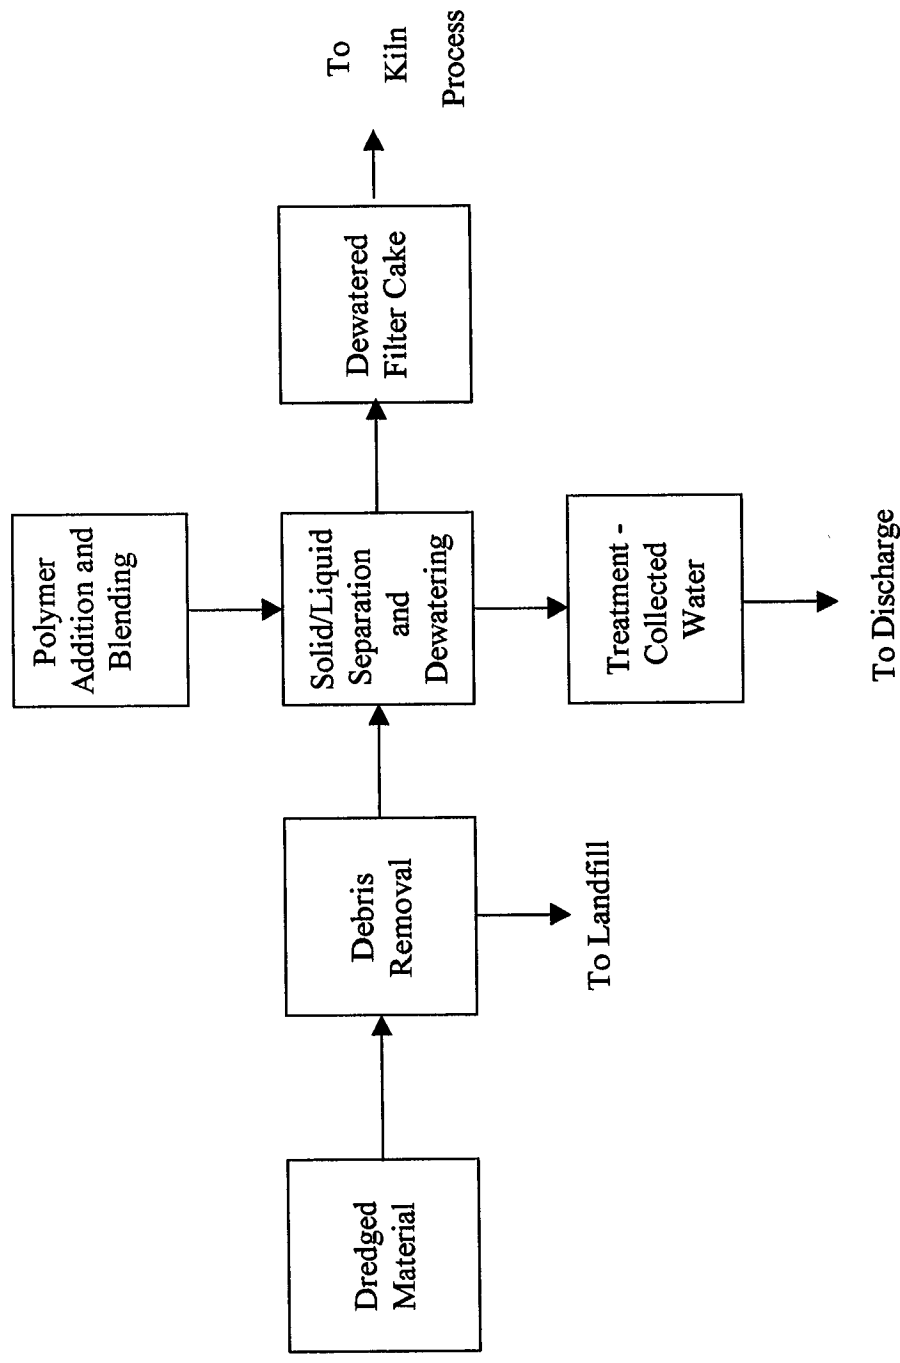 Polymer
Addition and
Blending
Dredged
Material
Debris
Removal
Solid/Liquid
Separation
and
Dewatering
Dewatered
Filter Cake
To
Kiln
Process
To Landfill
Treatment -
Collected
Water
To Discharge